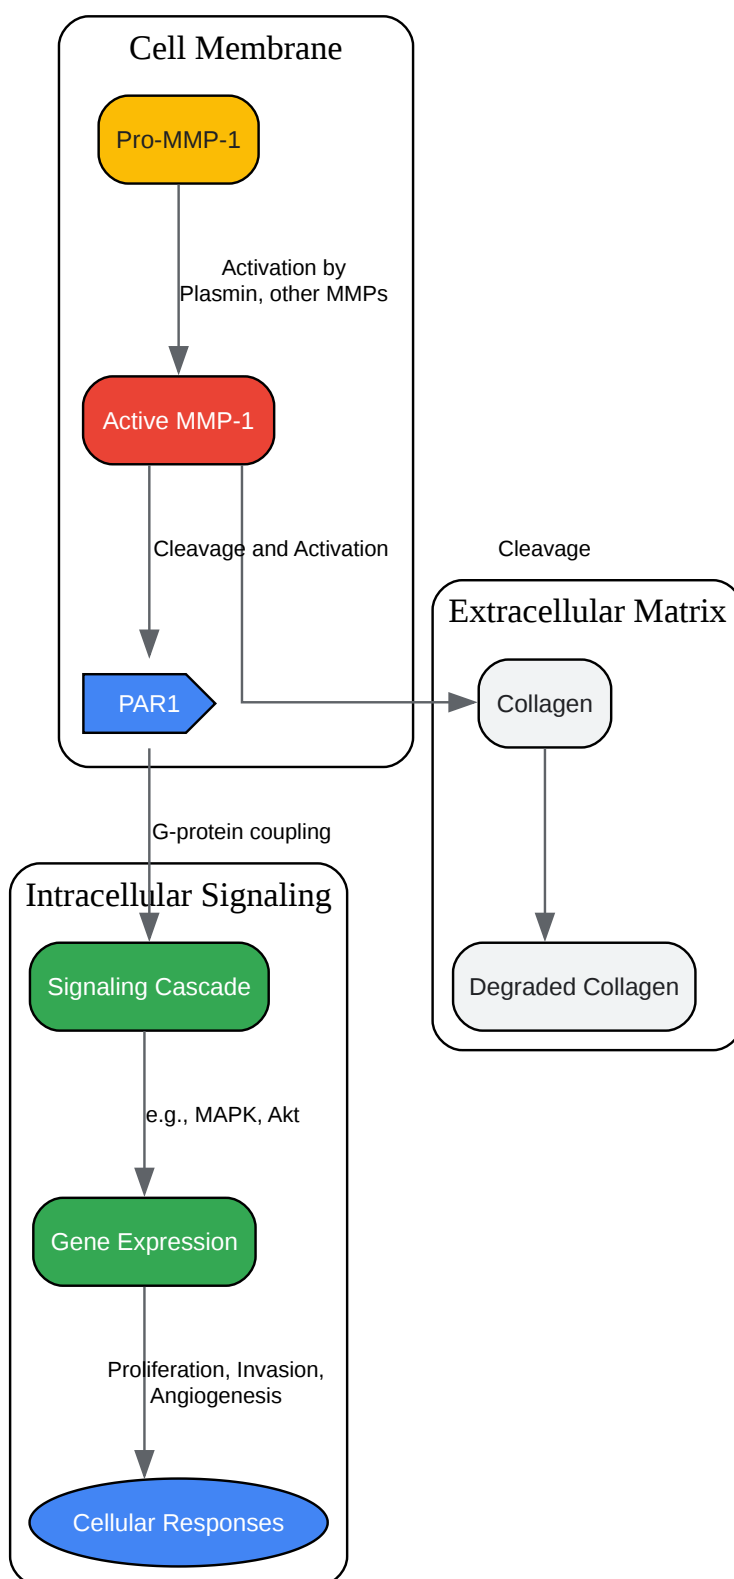 Cell Membrane
Pro-MMP-1
Activation by
Plasmin, other MMPs
Active MMP-1
Cleavage and Activation
Cleavage
Extracellular Matrix
PAR1
Collagen
G-protein coupling
Intracellular Signaling
Signaling Cascade
Degraded Collagen
e.g., MAPK, Akt
Gene Expression
Proliferation, Invasion,
Angiogenesis
Cellular Responses